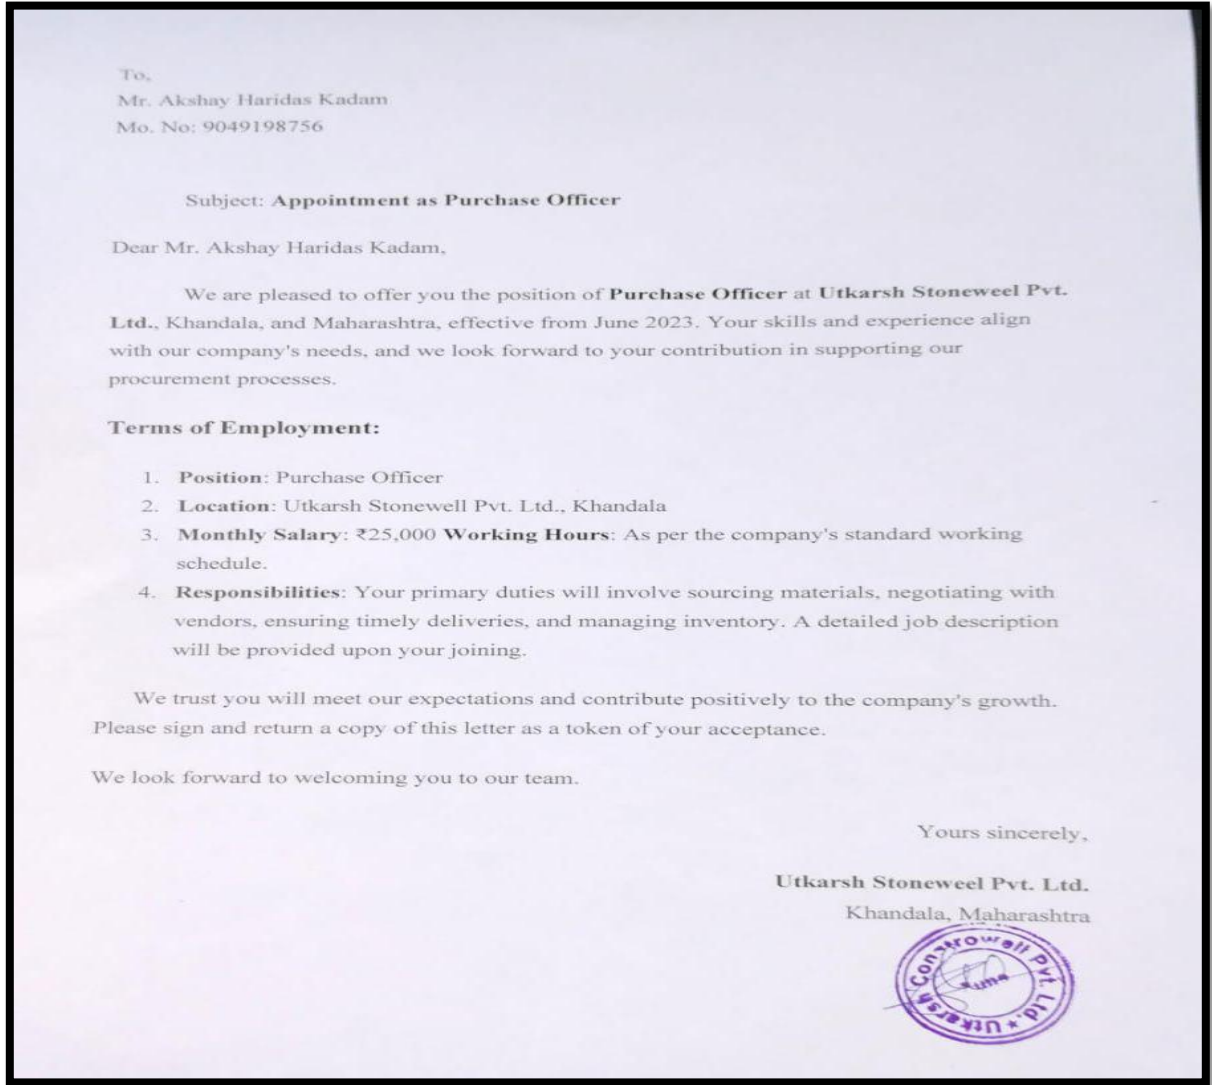 To,
Mr. Akshay Haridas Kadam
Mo. No: 9049198756
Subject: Appointment as Purchase Officer
Dear Mr. Akshay Haridas Kadam,
We are pleased to offer you the position of Purchase Officer at Utkarsh Stoneweel Pvt.
Ltd., Khandala, and Maharashtra, effective from June 2023. Your skills and experience align
with our company's needs, and we look forward to your contribution in supporting our
procurement processes.
Terms of Employment:
1. Position: Purchase Officer
2. Location: Utkarsh Stonewell Pvt. Ltd., Khandala
3. Monthly Salary: ₹25,000 Working Hours: As per the company's standard working
schedule.
4. Responsibilities: Your primary duties will involve sourcing materials, negotiating with
vendors, ensuring timely deliveries, and managing inventory. A detailed job description
will be provided upon your joining.
We trust you will meet our expectations and contribute positively to the company's growth.
Please sign and return a copy of this letter as a token of your acceptance.
We look forward to welcoming you to our team.
Yours sincerely,
Utkarsh Stoneweel Pvt. Ltd.
Khandala, Maharashtra
Utkarsh Constrowell Pvt. Ltd.